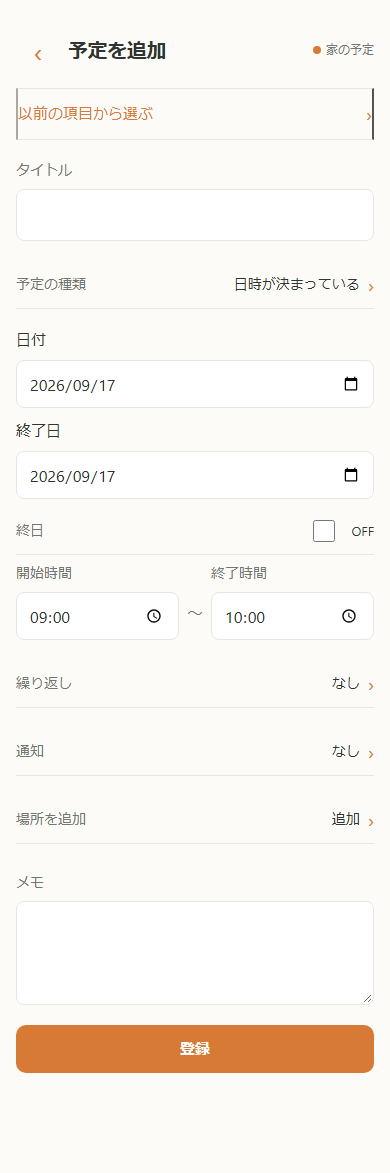 ‹ 予定を追加 家の予定
以前の項目から選ぶ ›
タイトル
予定の種類 日時が決まっている ›
日付
2026/09/17
終了日
2026/09/17
終日 OFF
開始時間 終了時間
09:00 〜 10:00
繰り返し なし ›
通知 なし ›
場所を追加 追加 ›
メモ
登録